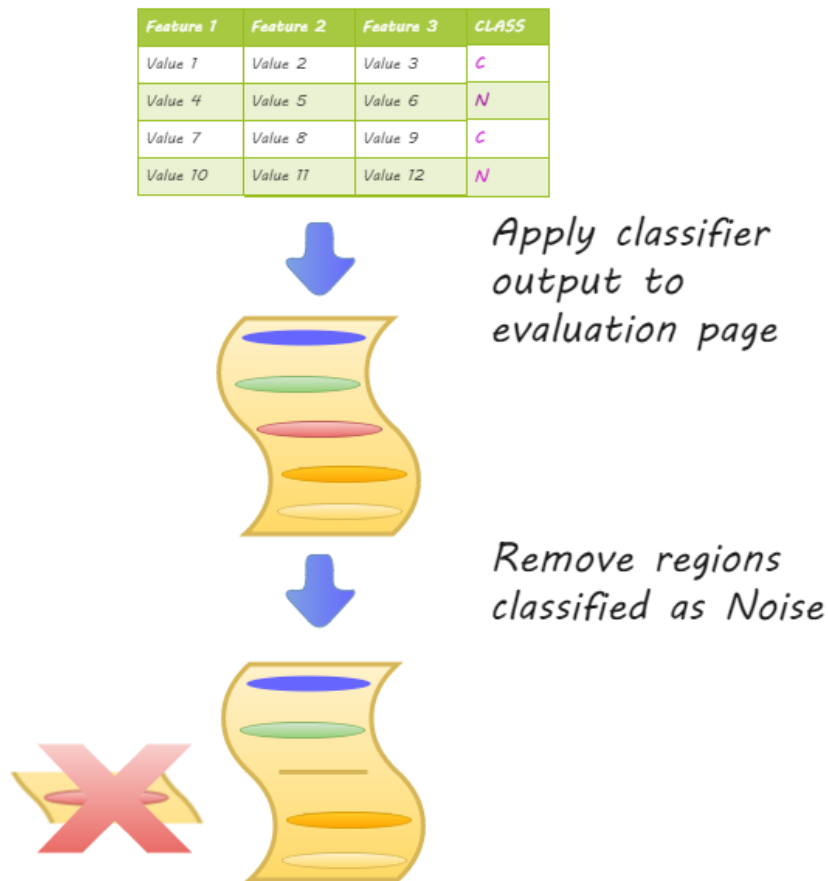 Feature 1 Feature 2 Feature 3 CLASS
Value 1 Value 2 Value 3 C
Value 4 Value 5 Value 6 N
Value 7 Value 8 Value 9 C
Value 10 Value 11 Value 12 N
Apply classifier
output to
evaluation page
Remove regions
classified as Noise